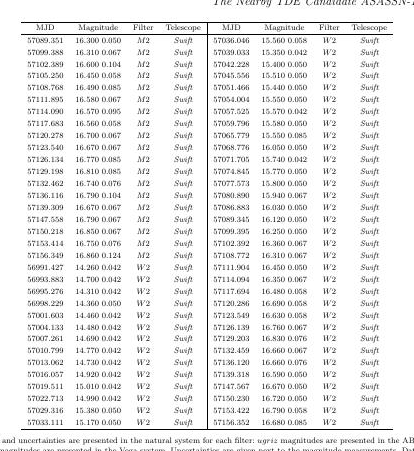 The Nearby TDE Candidate ASASSN-1
MJD Magnitude Filter Telescope MJD Magnitude Filter Telescope
57089.351 16.300 0.050 M2 Swift 57036.046 15.560 0.058 W2 Swift
57099.388 16.310 0.067 M2 Swift 57039.033 15.350 0.042 W2 Swift
57102.389 16.600 0.104 M2 Swift 57042.228 15.400 0.050 W2 Swift
57105.250 16.450 0.058 M2 Swift 57045.556 15.510 0.050 W2 Swift
57108.768 16.490 0.085 M2 Swift 57051.466 15.440 0.050 W2 Swift
57111.895 16.580 0.067 M2 Swift 57054.004 15.550 0.050 W2 Swift
57114.090 16.570 0.095 M2 Swift 57057.525 15.570 0.042 W2 Swift
57117.683 16.560 0.058 M2 Swift 57059.796 15.580 0.050 W2 Swift
57120.278 16.700 0.067 M2 Swift 57065.779 15.550 0.085 W2 Swift
57123.540 16.670 0.067 M2 Swift 57068.776 16.050 0.050 W2 Swift
57126.134 16.770 0.085 M2 Swift 57071.705 15.740 0.042 W2 Swift
57129.198 16.810 0.085 M2 Swift 57074.845 15.770 0.050 W2 Swift
57132.462 16.740 0.076 M2 Swift 57077.573 15.800 0.050 W2 Swift
57136.116 16.790 0.104 M2 Swift 57080.890 15.940 0.067 W2 Swift
57139.309 16.670 0.067 M2 Swift 57086.883 16.030 0.050 W2 Swift
57147.558 16.790 0.067 M2 Swift 57089.345 16.120 0.050 W2 Swift
57150.218 16.850 0.067 M2 Swift 57099.395 16.250 0.050 W2 Swift
57153.414 16.750 0.076 M2 Swift 57102.392 16.360 0.067 W2 Swift
57156.349 16.860 0.124 M2 Swift 57108.772 16.310 0.067 W2 Swift
56991.427 14.260 0.042 W2 Swift 57111.904 16.450 0.050 W2 Swift
56993.883 14.700 0.042 W2 Swift 57114.094 16.350 0.067 W2 Swift
56995.276 14.310 0.042 W2 Swift 57117.694 16.480 0.058 W2 Swift
56998.229 14.360 0.050 W2 Swift 57120.286 16.690 0.058 W2 Swift
57001.603 14.460 0.042 W2 Swift 57123.549 16.630 0.058 W2 Swift
57004.133 14.480 0.042 W2 Swift 57126.139 16.760 0.067 W2 Swift
57007.261 14.690 0.042 W2 Swift 57129.203 16.830 0.076 W2 Swift
57010.799 14.770 0.042 W2 Swift 57132.459 16.660 0.067 W2 Swift
57013.062 14.730 0.042 W2 Swift 57136.120 16.660 0.076 W2 Swift
57016.057 14.920 0.042 W2 Swift 57139.318 16.590 0.050 W2 Swift
57019.511 15.010 0.042 W2 Swift 57147.567 16.670 0.050 W2 Swift
57022.713 14.990 0.042 W2 Swift 57150.230 16.720 0.050 W2 Swift
57029.316 15.380 0.050 W2 Swift 57153.422 16.790 0.058 W2 Swift
57033.111 15.170 0.050 W2 Swift 57156.352 16.680 0.085 W2 Swift
and uncertainties are presented in the natural system for each filter: ugriz magnitudes are presented in the AB
magnitudes are presented in the Vega system. Uncertainties are given next to the magnitude measurements.